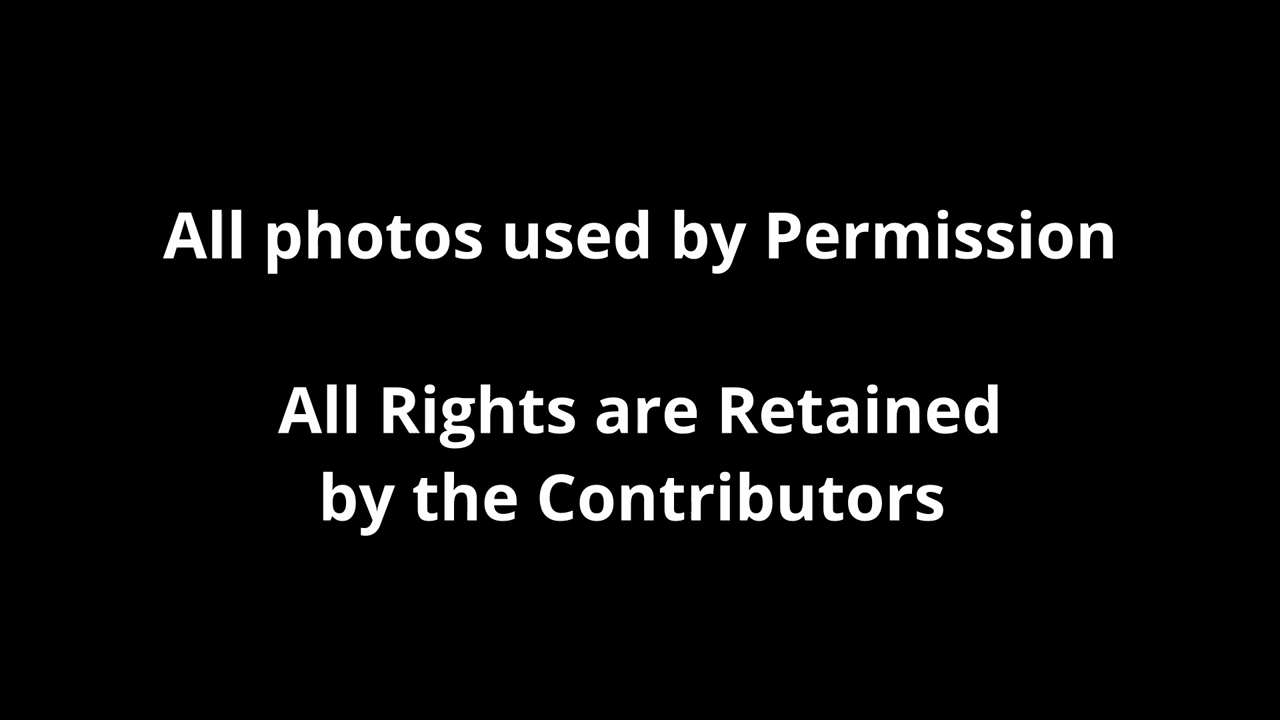 All photos used by Permission
All Rights are Retained
by the Contributors